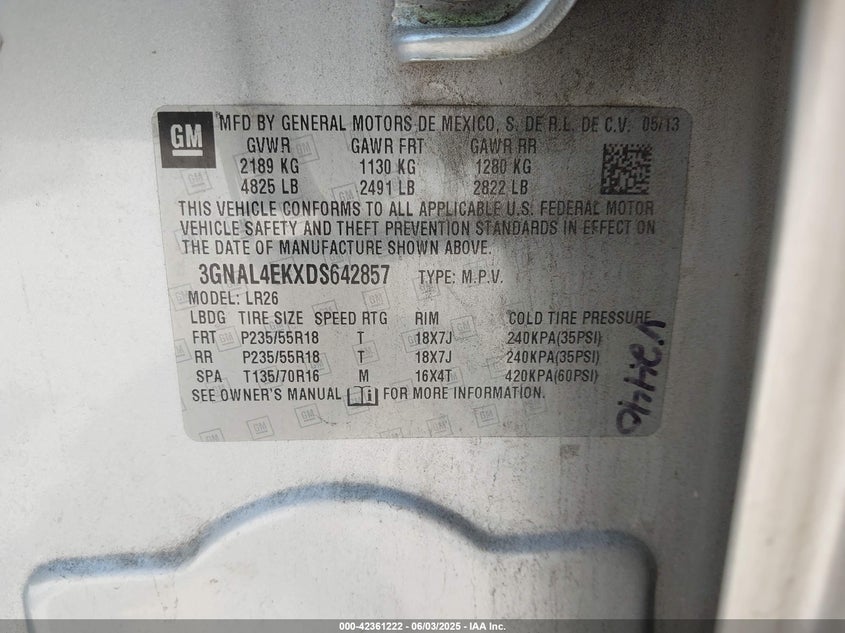 GM MFD BY GENERAL MOTORS DE MEXICO, S. DE R.L. DE C.V. 05/13
GVWR GAWR FRT GAWR RR
2189 KG 1130 KG 1280 KG
4825 LB 2491 LB 2822 LB
THIS VEHICLE CONFORMS TO ALL APPLICABLE U.S. FEDERAL MOTOR
VEHICLE SAFETY AND THEFT PREVENTION STANDARDS IN EFFECT ON
THE DATE OF MANUFACTURE SHOWN ABOVE.
3GNAL4EKXDS642857 TYPE: M.P.V.
MODEL: LR26
LBDG TIRE SIZE SPEED RTG RIM COLD TIRE PRESSURE
FRT P235/55R18 T 18X7J 240KPA(35PSI)
RR P235/55R18 T 18X7J 240KPA(35PSI)
SPA T135/70R16 M 16X4T 420KPA(60PSI)
SEE OWNER'S MANUAL FOR MORE INFORMATION.
000-42361222 - 06/03/2025 - IAA Inc.